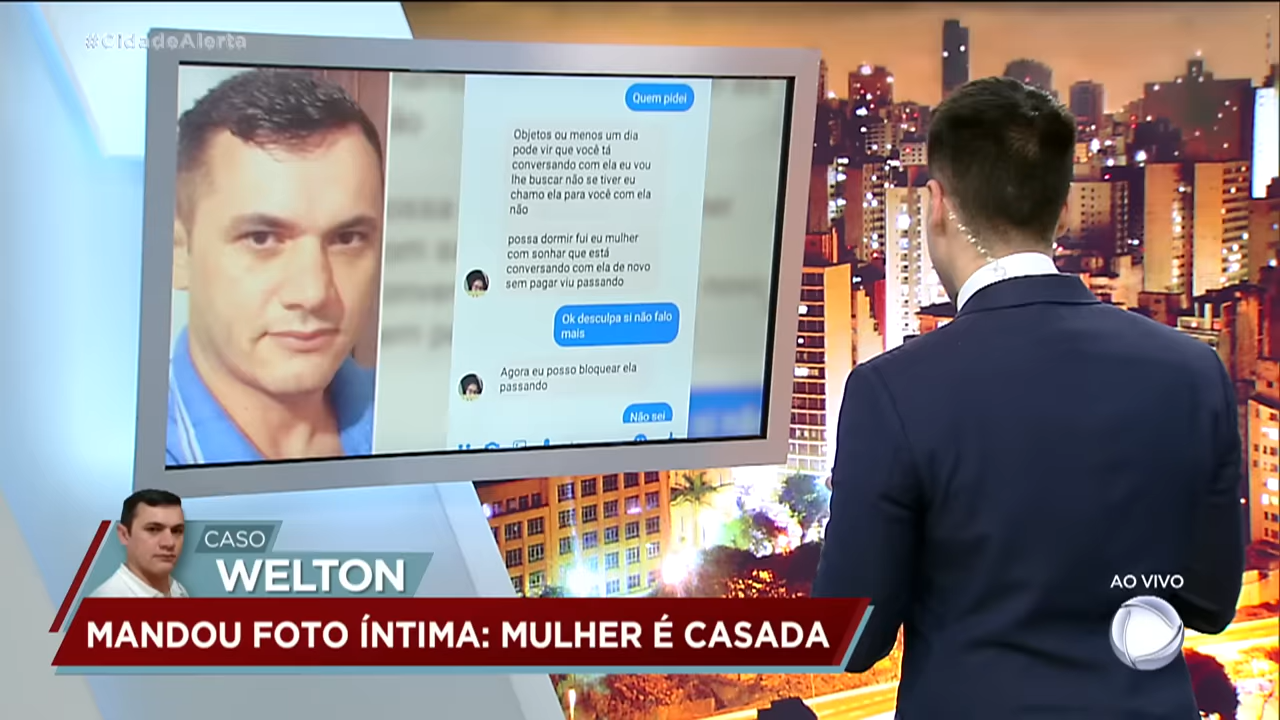 #CidadeAlerta
Quem pidei
Objetos ou menos um dia
pode vir que você tá
conversando com ela eu vou
lhe buscar não se tiver eu
chamo ela para você com ela
não
possa dormir fui eu mulher
com sonhar que está
conversando com ela de novo
sem pagar viu passando
Ok desculpa si não falo
mais
Agora eu posso bloquear ela
passando
Não sei
CASO
WELTON
MANDOU FOTO ÍNTIMA: MULHER É CASADA
AO VIVO